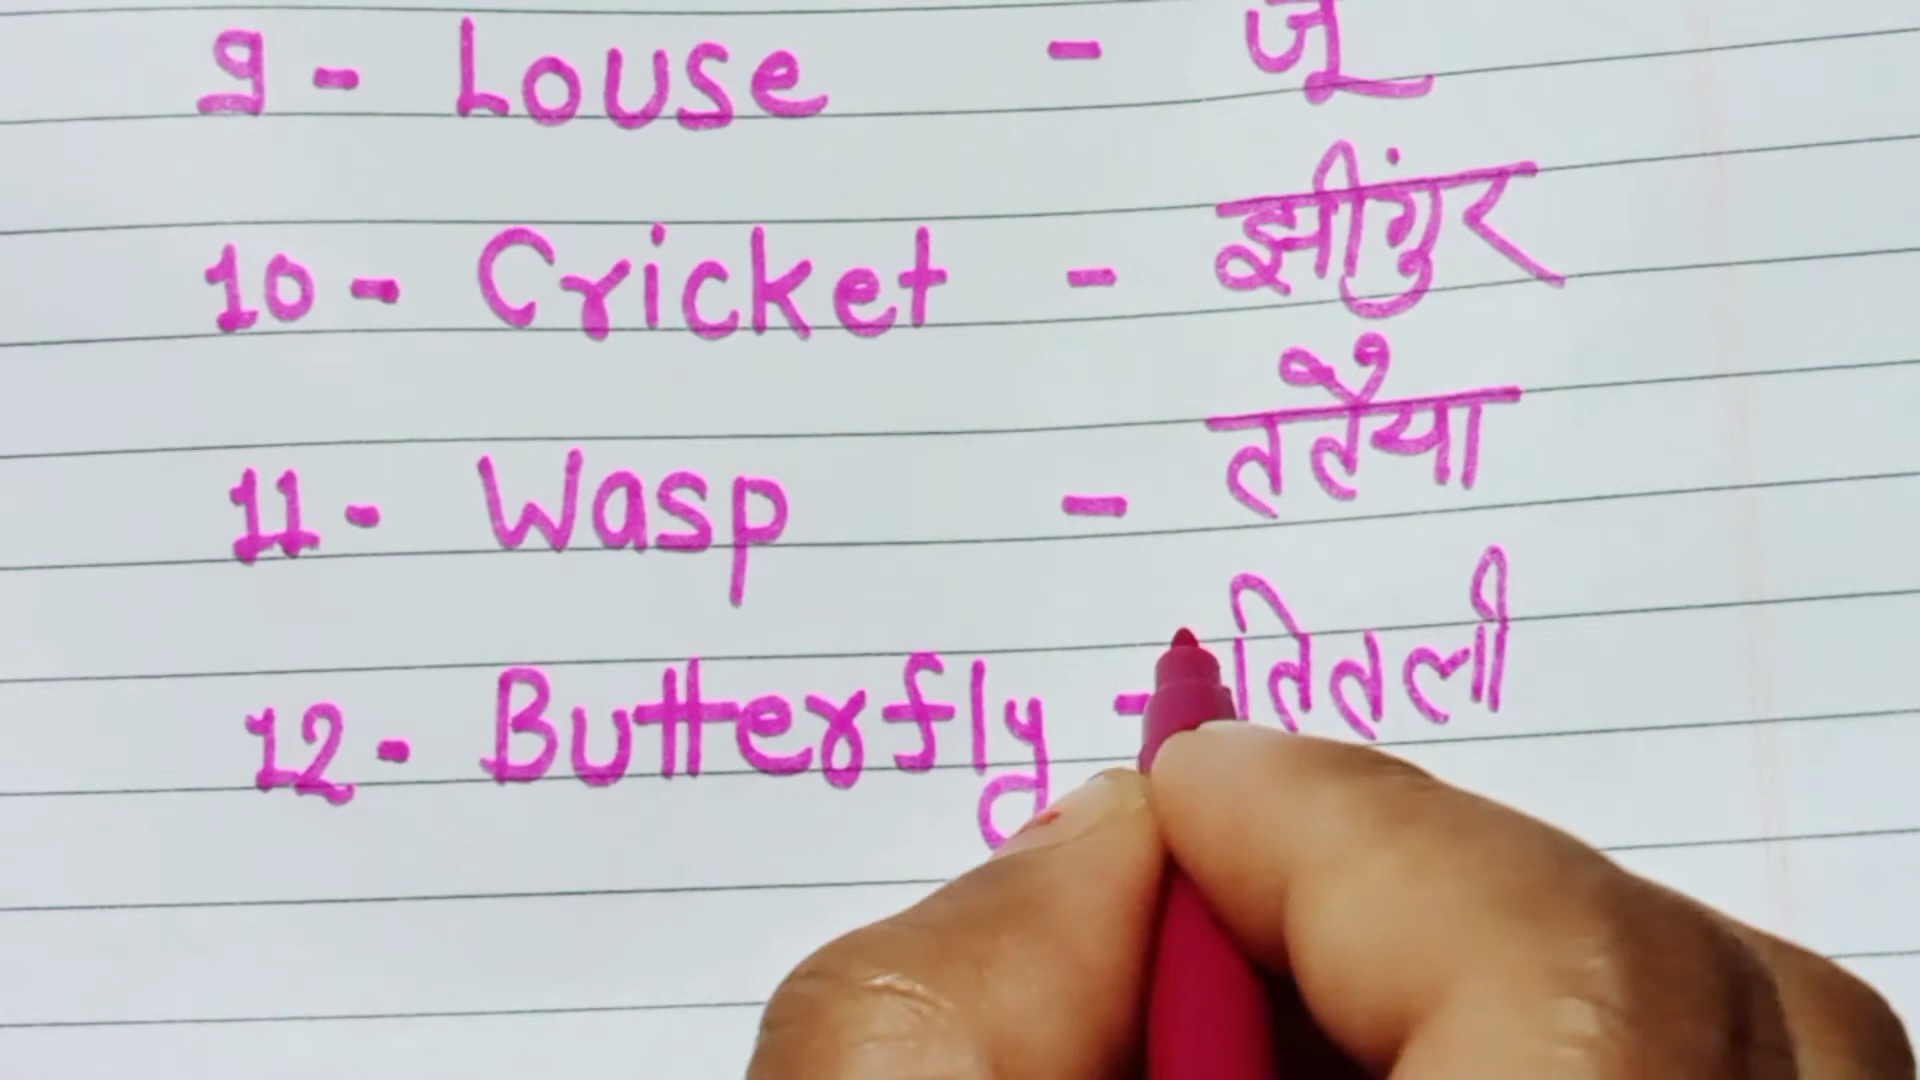 9 - Louse - जू
10 - Cricket - झींगुर
11 - Wasp - ततैया
12 - Butterfly - तितली